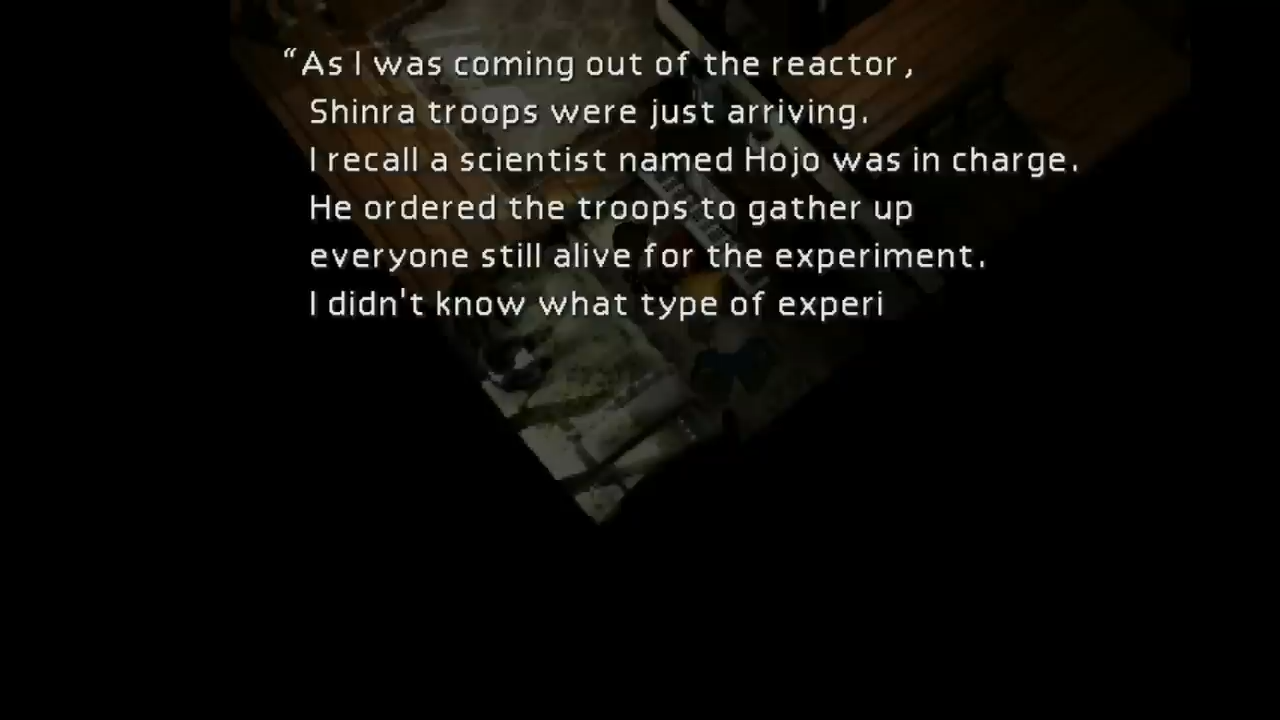 “As I was coming out of the reactor,
Shinra troops were just arriving.
I recall a scientist named Hojo was in charge.
He ordered the troops to gather up
everyone still alive for the experiment.
I didn't know what type of experi